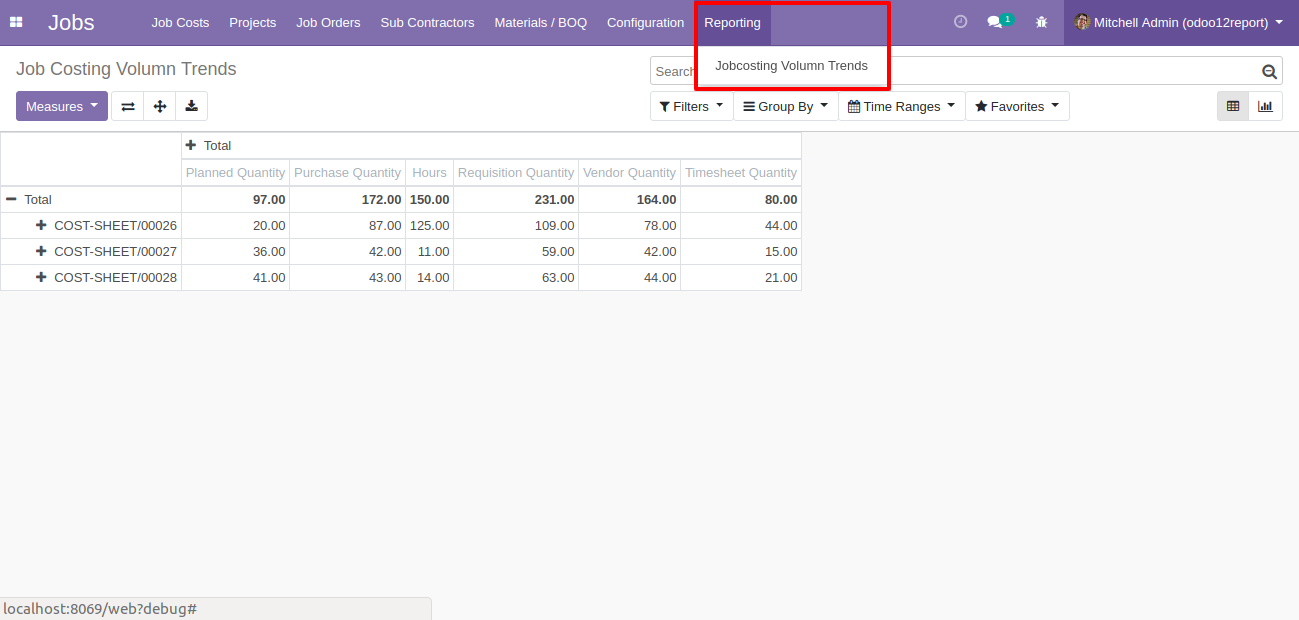 Jobs Job Costs Projects Job Orders Sub Contractors Materials / BOQ Configuration Reporting 1 Mitchell Admin (odoo12report)
Jobcosting Volumn Trends
Job Costing Volumn Trends Search
Measures Filters Group By Time Ranges Favorites
Total
Planned Quantity Purchase Quantity Hours Requisition Quantity Vendor Quantity Timesheet Quantity
Total 97.00 172.00 150.00 231.00 164.00 80.00
COST-SHEET/00026 20.00 87.00 125.00 109.00 78.00 44.00
COST-SHEET/00027 36.00 42.00 11.00 59.00 42.00 15.00
COST-SHEET/00028 41.00 43.00 14.00 63.00 44.00 21.00
localhost:8069/web?debug#